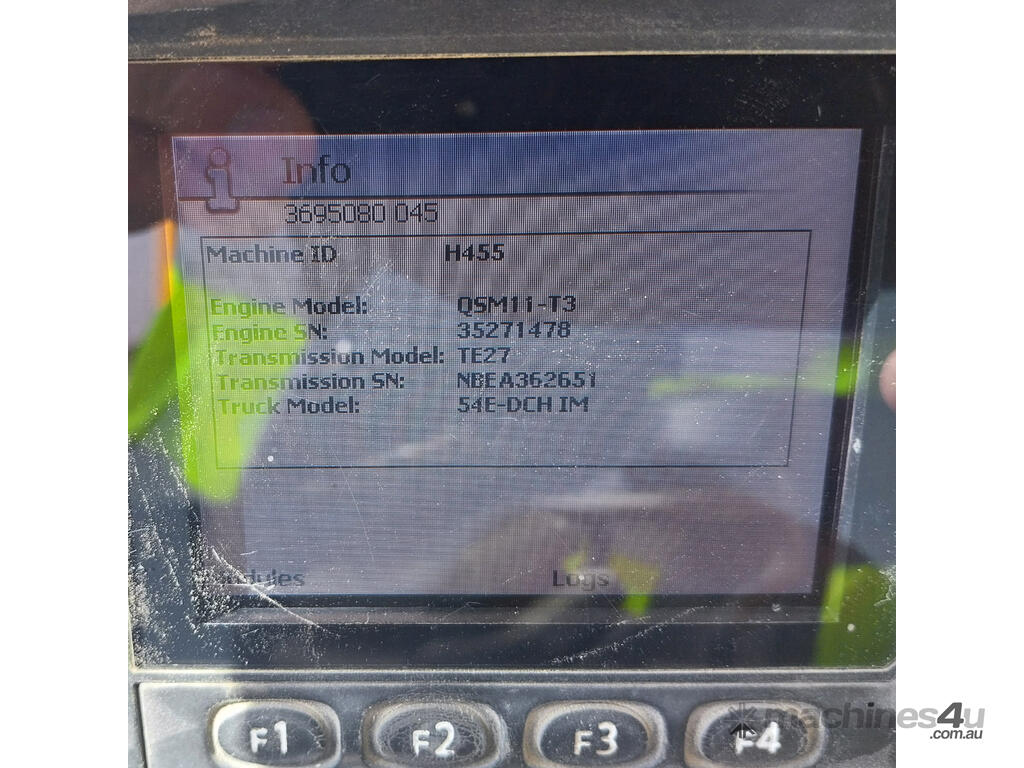 Info
3695080 045
Machine ID H455
Engine Model: QSM11-T3
Engine SN: 35271478
Transmission Model: TE27
Transmission SN: NBEA362651
Truck Model: 54E-DCH IM
Modules Logs
F1 F2 F3 F4
machines4u
.com.au